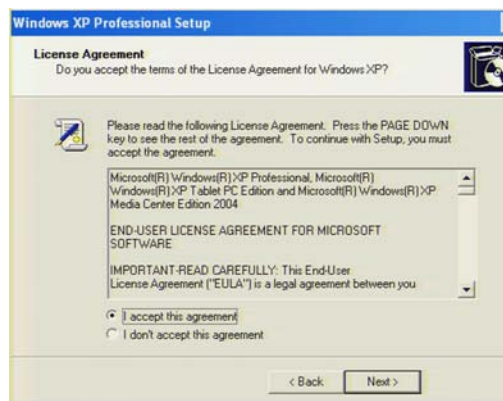 Windows XP Professional Setup
License Agreement
Do you accept the terms of the License Agreement for Windows XP?
Please read the following License Agreement. Press the PAGE DOWN
key to see the rest of the agreement. To continue with Setup, you must
accept the agreement.
Microsoft(R) Windows(R) XP Professional, Microsoft(R)
Windows(R) XP Tablet PC Edition and Microsoft(R) Windows(R) XP
Media Center Edition 2004
END-USER LICENSE AGREEMENT FOR MICROSOFT
SOFTWARE
IMPORTANT-READ CAREFULLY: This End-User
License Agreement ("EULA") is a legal agreement between you
I accept this agreement
I don't accept this agreement
< Back Next >